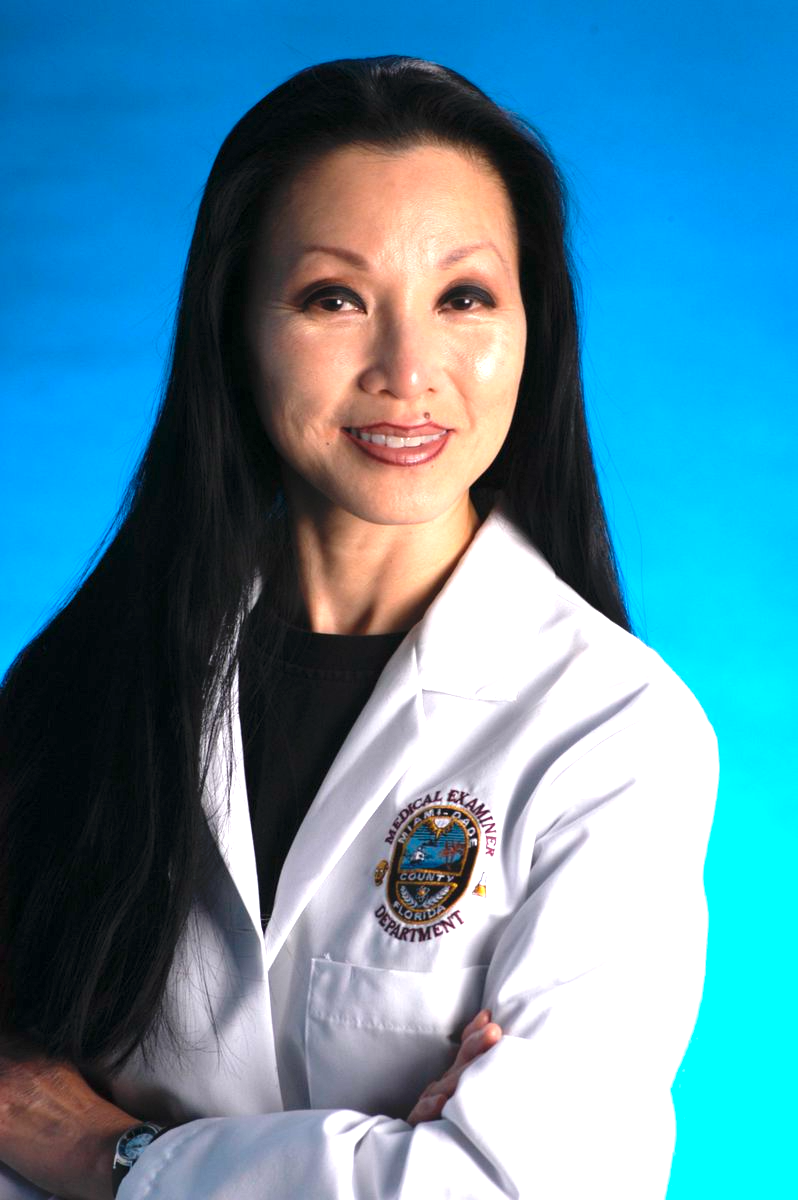 MEDICAL EXAMINER
MIAMI-DADE
COUNTY
FLORIDA
DEPARTMENT